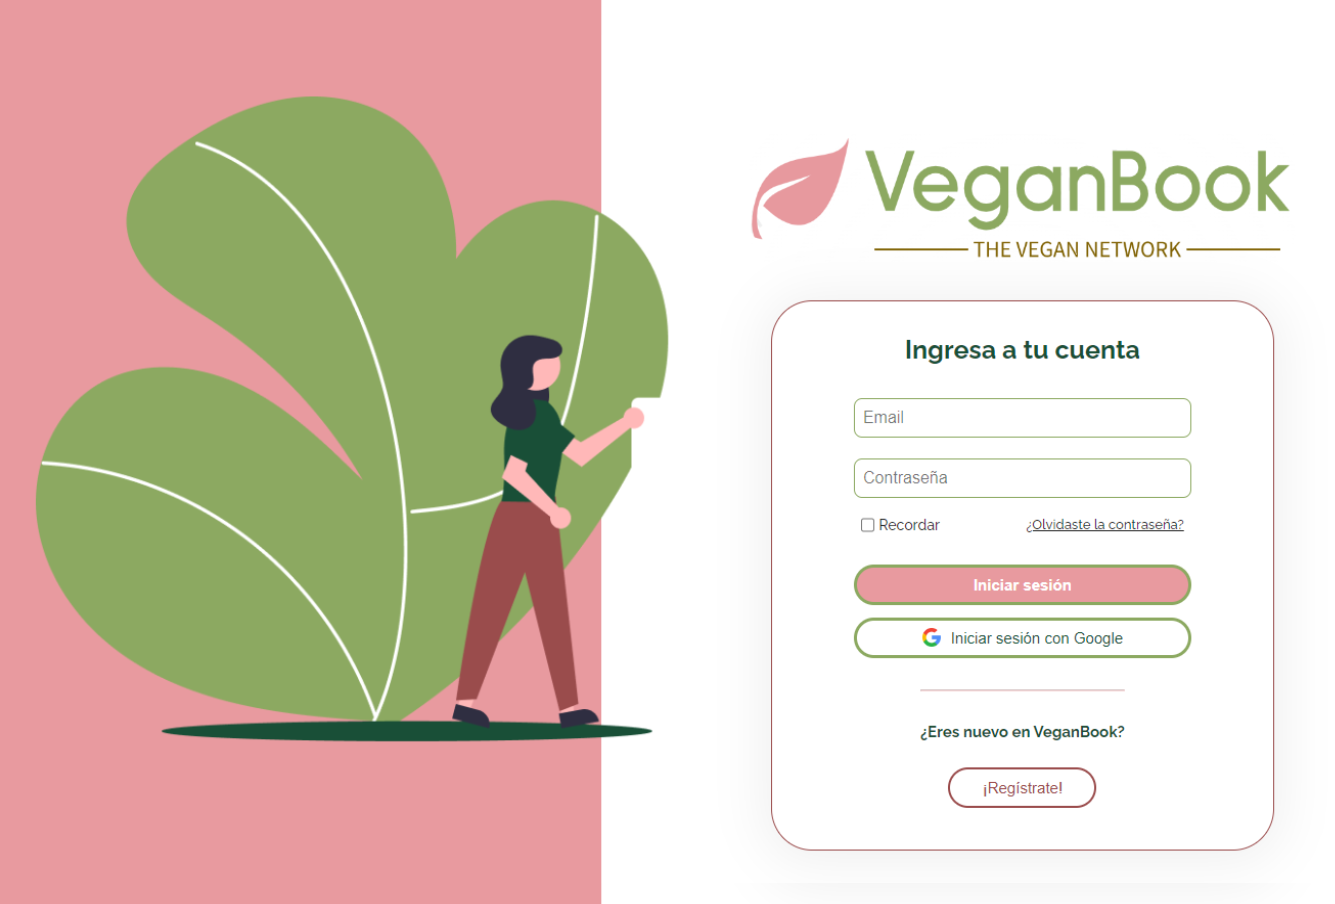 VeganBook
THE VEGAN NETWORK
Ingresa a tu cuenta
Email
Contraseña
Recordar
¿Olvidaste la contraseña?
Iniciar sesión
Iniciar sesión con Google
¿Eres nuevo en VeganBook?
¡Regístrate!